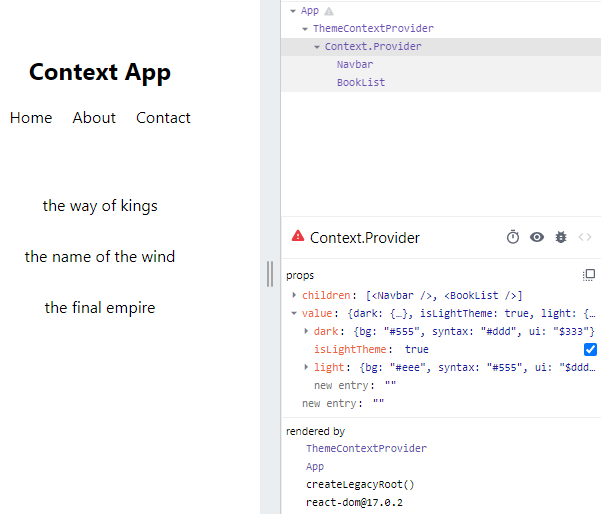 Context App
Home About Contact
the way of kings
the name of the wind
the final empire
App
ThemeContextProvider
Context.Provider
Navbar
BookList
Context.Provider
props
children: [<Navbar />, <BookList />]
value: {dark: {…}, isLightTheme: true, light: {…
dark: {bg: "#555", syntax: "#ddd", ui: "$333"}
isLightTheme: true
light: {bg: "#eee", syntax: "#555", ui: "$ddd…
new entry: ""
new entry: ""
rendered by
ThemeContextProvider
App
createLegacyRoot()
react-dom@17.0.2